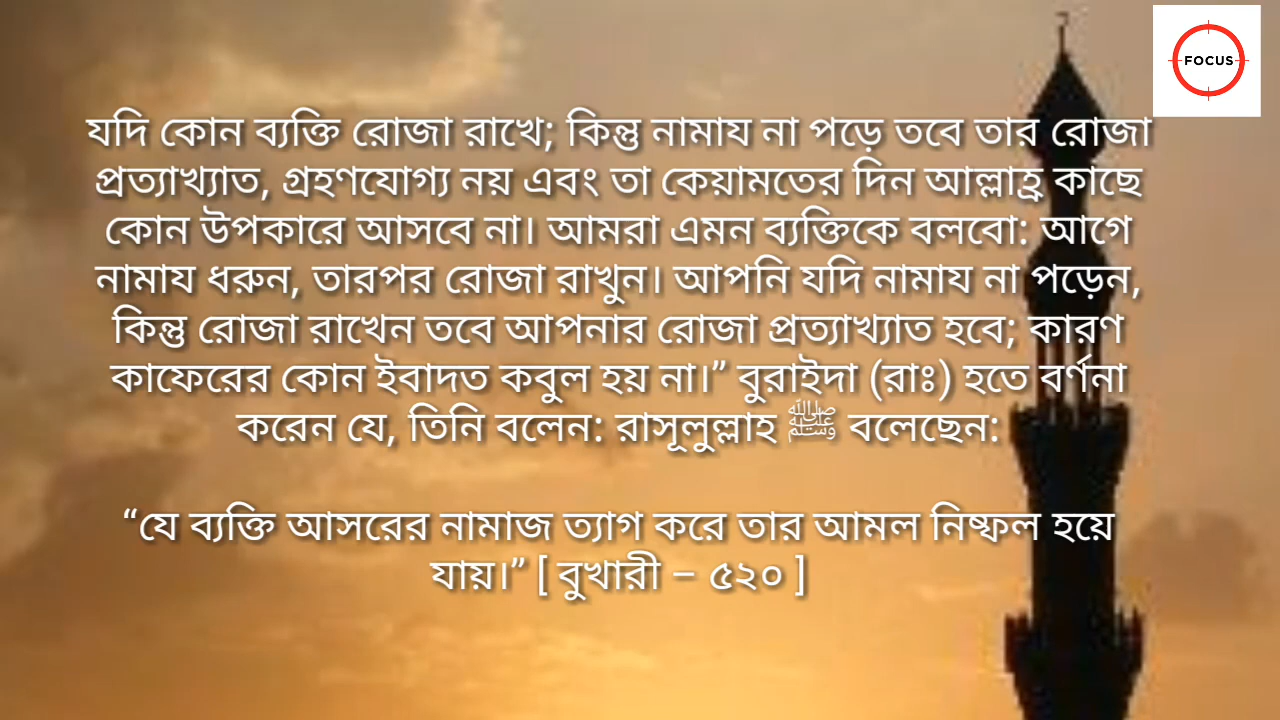 FOCUS
যদি কোন ব্যক্তি রোজা রাখে; কিন্তু নামায না পড়ে তবে তার রোজা
প্রত্যাখ্যাত, গ্রহণযোগ্য নয় এবং তা কেয়ামতের দিন আল্লাহ্র কাছে
কোন উপকারে আসবে না। আমরা এমন ব্যক্তিকে বলবো: আগে
নামায ধরুন, তারপর রোজা রাখুন। আপনি যদি নামায না পড়েন,
কিন্তু রোজা রাখেন তবে আপনার রোজা প্রত্যাখ্যাত হবে; কারণ
কাফেরের কোন ইবাদত কবুল হয় না।” বুরাইদা (রাঃ) হতে বর্ণনা
করেন যে, তিনি বলেন: রাসূলুল্লাহ ﷺ বলেছেন:
“যে ব্যক্তি আসরের নামাজ ত্যাগ করে তার আমল নিষ্ফল হয়ে
যায়।” [ বুখারী – ৫২০ ]